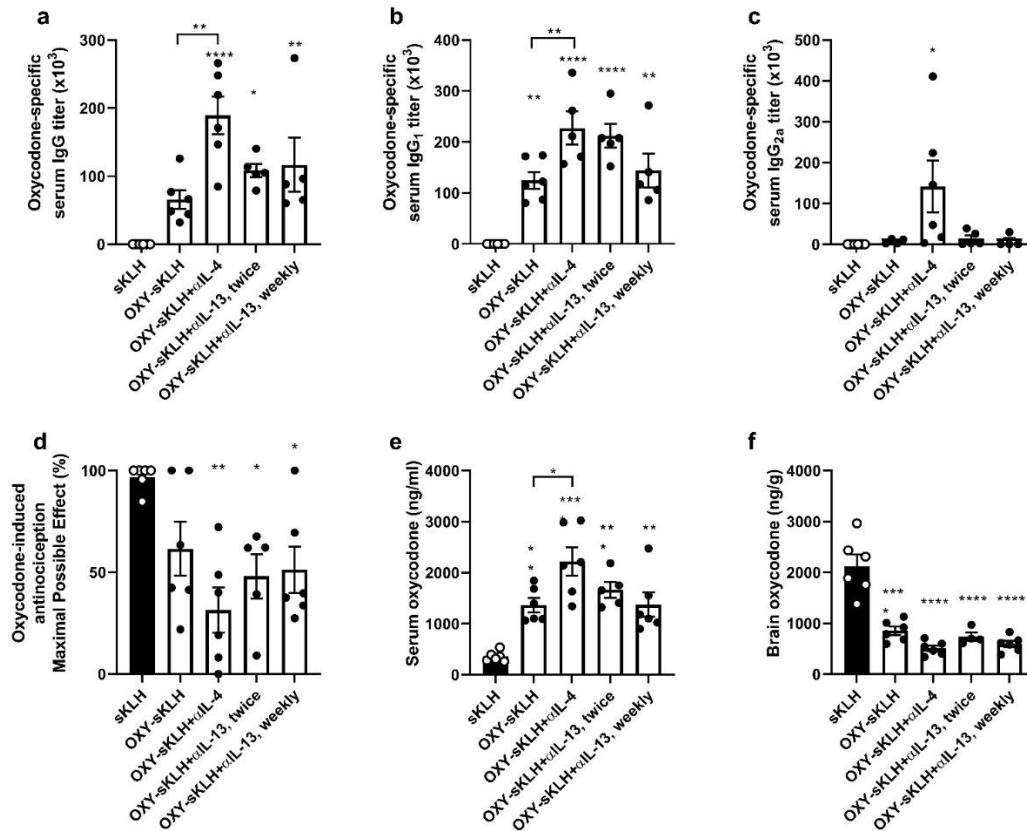 a
Oxycodone-specific
serum IgG titer (x10³)
300
200
100
0
**
****
*
**
sKLH
OXY-sKLH
OXY-sKLH+αIL-4
OXY-sKLH+αIL-13, twice
OXY-sKLH+αIL-13, weekly
b
Oxycodone-specific
serum IgG₁ titer (x10³)
400
300
200
100
0
**
**
****
****
**
sKLH
OXY-sKLH
OXY-sKLH+αIL-4
OXY-sKLH+αIL-13, twice
OXY-sKLH+αIL-13, weekly
c
Oxycodone-specific
serum IgG₂ₐ titer (x10³)
500
400
300
200
100
0
*
sKLH
OXY-sKLH
OXY-sKLH+αIL-4
OXY-sKLH+αIL-13, twice
OXY-sKLH+αIL-13, weekly
d
Oxycodone-induced
antinociception
Maximal Possible Effect (%)
100
50
0
**
*
*
sKLH
OXY-sKLH
OXY-sKLH+αIL-4
OXY-sKLH+αIL-13, twice
OXY-sKLH+αIL-13, weekly
e
Serum oxycodone (ng/ml)
4000
3000
2000
1000
0
*
*
*
***
*
**
*
**
sKLH
OXY-sKLH
OXY-sKLH+αIL-4
OXY-sKLH+αIL-13, twice
OXY-sKLH+αIL-13, weekly
f
Brain oxycodone (ng/g)
4000
3000
2000
1000
0
***
*
****
****
****
sKLH
OXY-sKLH
OXY-sKLH+αIL-4
OXY-sKLH+αIL-13, twice
OXY-sKLH+αIL-13, weekly